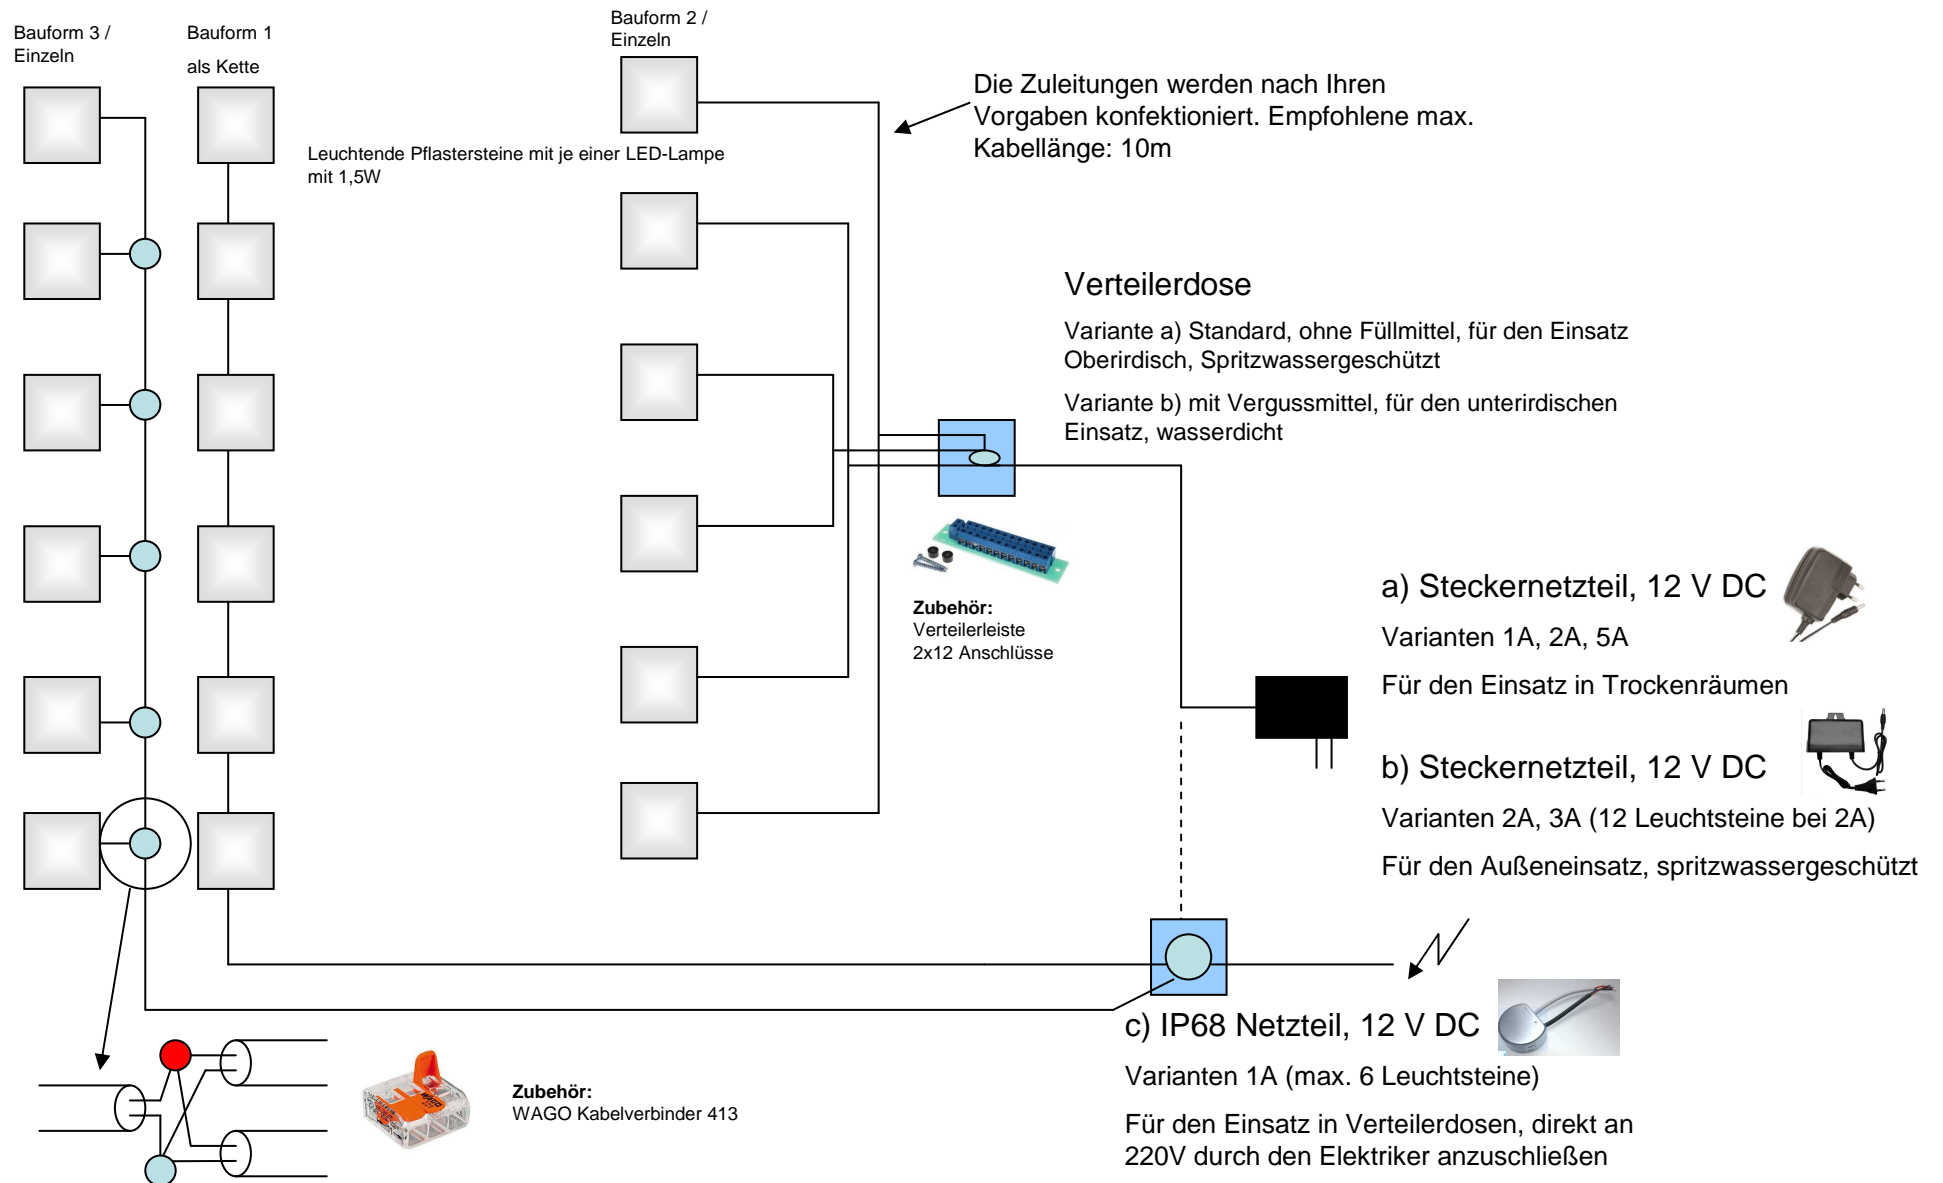 Bauform 3 /
Einzeln
Bauform 1
als Kette
Bauform 2 /
Einzeln
Die Zuleitungen werden nach Ihren
Vorgaben konfektioniert. Empfohlene max.
Kabellänge: 10m
Leuchtende Pflastersteine mit je einer LED-Lampe
mit 1,5W
Verteilerdose
Variante a) Standard, ohne Füllmittel, für den Einsatz
Oberirdisch, Spritzwassergeschützt
Variante b) mit Vergussmittel, für den unterirdischen
Einsatz, wasserdicht
Zubehör:
Verteilerleiste
2x12 Anschlüsse
a) Steckernetzteil, 12 V DC
Varianten 1A, 2A, 5A
Für den Einsatz in Trockenräumen
b) Steckernetzteil, 12 V DC
Varianten 2A, 3A (12 Leuchtsteine bei 2A)
Für den Außeneinsatz, spritzwassergeschützt
c) IP68 Netzteil, 12 V DC
Varianten 1A (max. 6 Leuchtsteine)
Für den Einsatz in Verteilerdosen, direkt an
220V durch den Elektriker anzuschließen
Zubehör:
WAGO Kabelverbinder 413